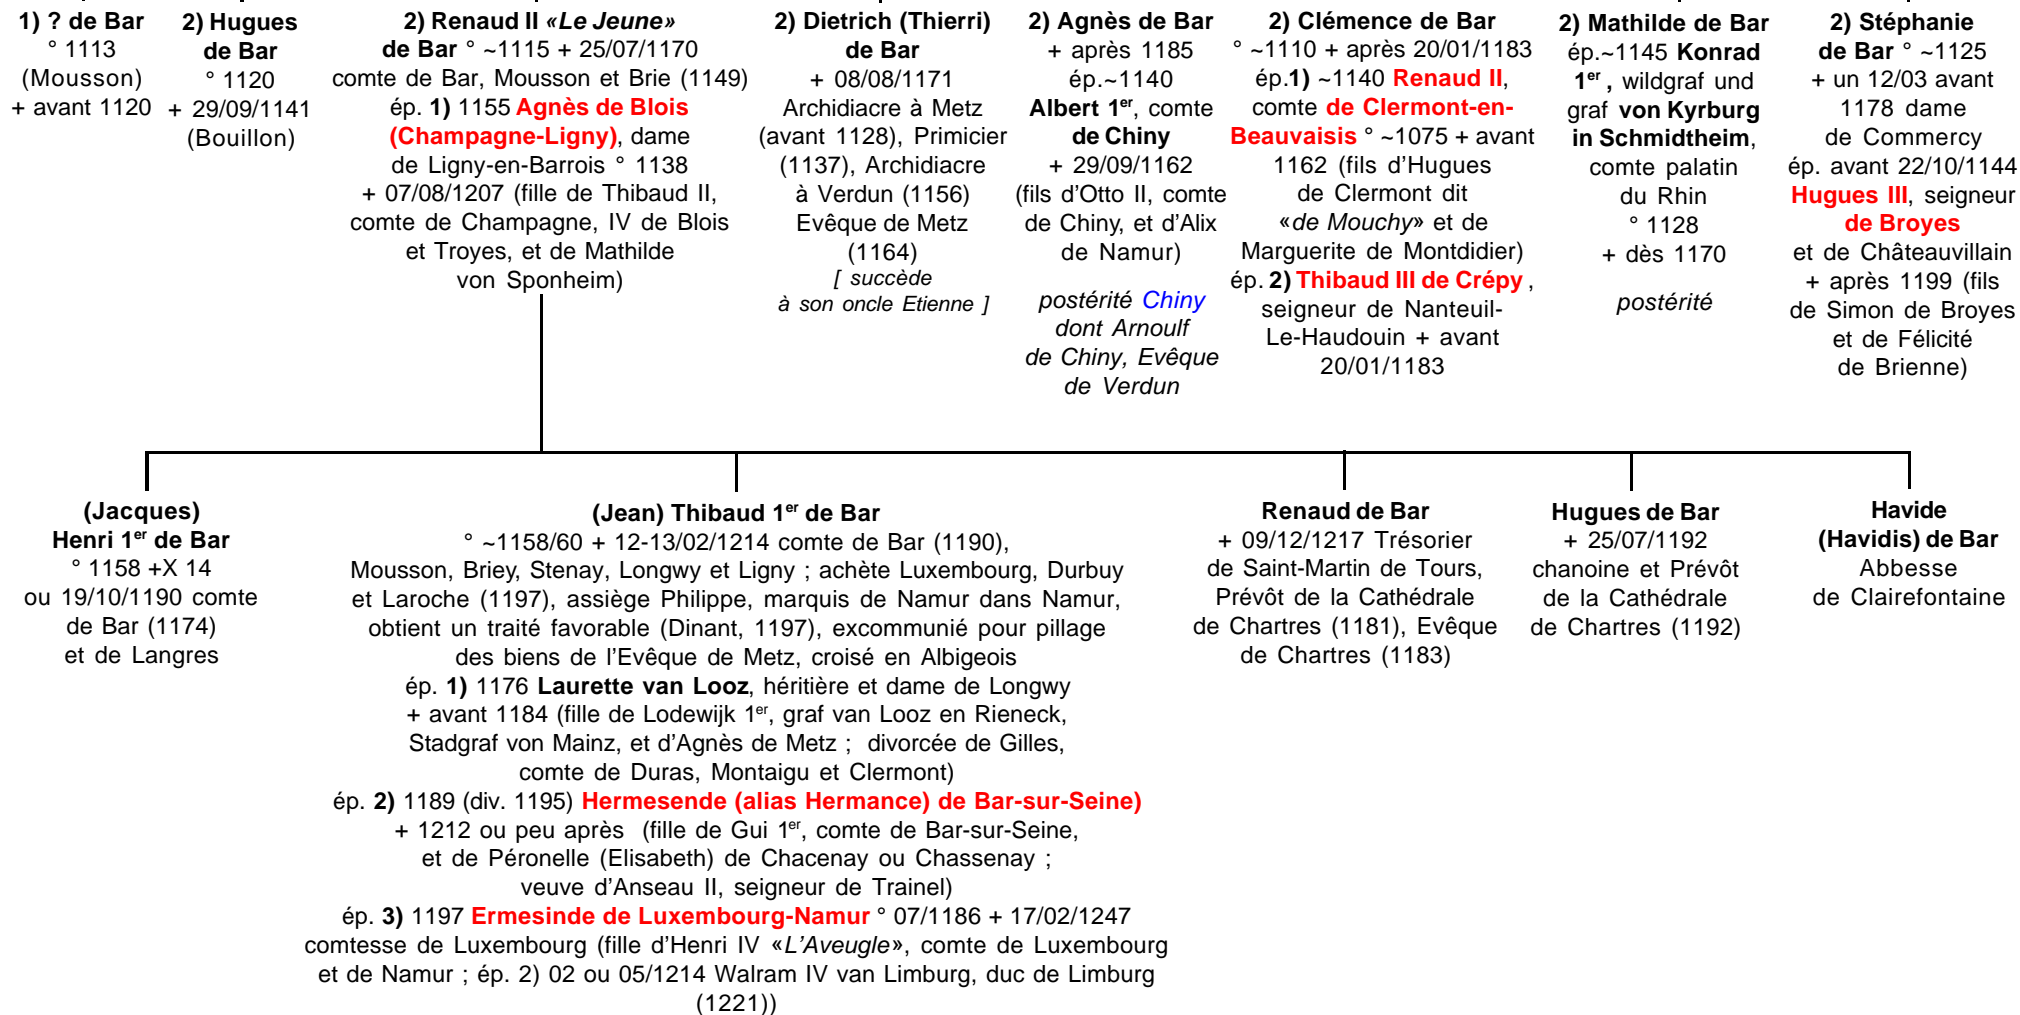 1) ? de Bar
° 1113
(Mousson)
+ avant 1120
2) Hugues
de Bar
° 1120
+ 29/09/1141
(Bouillon)
2) Renaud II «Le Jeune»
de Bar ° ~1115 + 25/07/1170
comte de Bar, Mousson et Brie (1149)
ép. 1) 1155 Agnès de Blois
(Champagne-Ligny), dame
de Ligny-en-Barrois ° 1138
+ 07/08/1207 (fille de Thibaud II,
comte de Champagne, IV de Blois
et Troyes, et de Mathilde
von Sponheim)
2) Dietrich (Thierri)
de Bar
+ 08/08/1171
Archidiacre à Metz
(avant 1128), Primicier
(1137), Archidiacre
à Verdun (1156)
Evêque de Metz
(1164)
[ succède
à son oncle Etienne ]
2) Agnès de Bar
+ après 1185
ép.~1140
Albert 1er, comte
de Chiny
+ 29/09/1162
(fils d'Otto II, comte
de Chiny, et d'Alix
de Namur)
postérité Chiny
dont Arnoulf
de Chiny, Evêque
de Verdun
2) Clémence de Bar
° ~1110 + après 20/01/1183
ép.1) ~1140 Renaud II,
comte de Clermont-en-
Beauvaisis ° ~1075 + avant
1162 (fils d'Hugues
de Clermont dit
«de Mouchy» et de
Marguerite de Montdidier)
ép. 2) Thibaud III de Crépy ,
seigneur de Nanteuil-
Le-Haudouin + avant
20/01/1183
2) Mathilde de Bar
ép.~1145 Konrad
1er , wildgraf und
graf von Kyrburg
in Schmidtheim,
comte palatin
du Rhin
° 1128
+ dès 1170
postérité
2) Stéphanie
de Bar ° ~1125
+ un 12/03 avant
1178 dame
de Commercy
ép. avant 22/10/1144
Hugues III, seigneur
de Broyes
et de Châteauvillain
+ après 1199 (fils
de Simon de Broyes
et de Félicité
de Brienne)
(Jacques)
Henri 1er de Bar
° 1158 +X 14
ou 19/10/1190 comte
de Bar (1174)
et de Langres
(Jean) Thibaud 1er de Bar
° ~1158/60 + 12-13/02/1214 comte de Bar (1190),
Mousson, Briey, Stenay, Longwy et Ligny ; achète Luxembourg, Durbuy
et Laroche (1197), assiège Philippe, marquis de Namur dans Namur,
obtient un traité favorable (Dinant, 1197), excommunié pour pillage
des biens de l'Evêque de Metz, croisé en Albigeois
ép. 1) 1176 Laurette van Looz, héritière et dame de Longwy
+ avant 1184 (fille de Lodewijk 1er, graf van Looz en Rieneck,
Stadgraf von Mainz, et d'Agnès de Metz ; divorcée de Gilles,
comte de Duras, Montaigu et Clermont)
ép. 2) 1189 (div. 1195) Hermesende (alias Hermance) de Bar-sur-Seine)
+ 1212 ou peu après (fille de Gui 1er, comte de Bar-sur-Seine,
et de Péronelle (Elisabeth) de Chacenay ou Chassenay ;
veuve d'Anseau II, seigneur de Trainel)
ép. 3) 1197 Ermesinde de Luxembourg-Namur ° 07/1186 + 17/02/1247
comtesse de Luxembourg (fille d'Henri IV «L'Aveugle», comte de Luxembourg
et de Namur ; ép. 2) 02 ou 05/1214 Walram IV van Limburg, duc de Limburg
(1221))
Renaud de Bar
+ 09/12/1217 Trésorier
de Saint-Martin de Tours,
Prévôt de la Cathédrale
de Chartres (1181), Evêque
de Chartres (1183)
Hugues de Bar
+ 25/07/1192
chanoine et Prévôt
de la Cathédrale
de Chartres (1192)
Havide
(Havidis) de Bar
Abbesse
de Clairefontaine